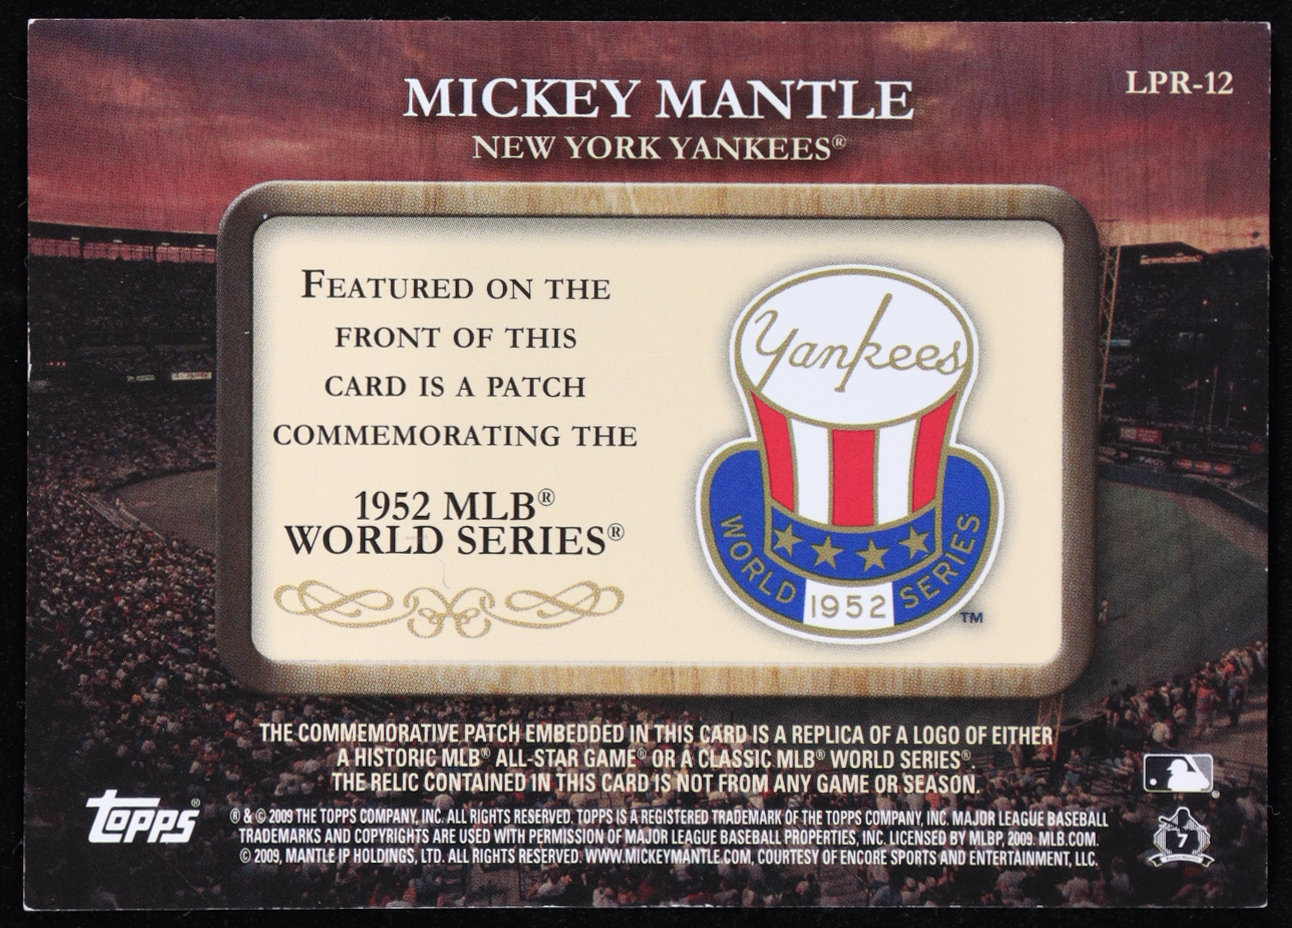 MICKEY MANTLE
LPR-12
NEW YORK YANKEES®
FEATURED ON THE
FRONT OF THIS
CARD IS A PATCH
COMMEMORATING THE
1952 MLB®
WORLD SERIES®
Yankees
WORLD 1952 SERIES
TM
THE COMMEMORATIVE PATCH EMBEDDED IN THIS CARD IS A REPLICA OF A LOGO OF EITHER
A HISTORIC MLB® ALL-STAR GAME® OR A CLASSIC MLB® WORLD SERIES®.
THE RELIC CONTAINED IN THIS CARD IS NOT FROM ANY GAME OR SEASON.
Topps®
® & © 2009 THE TOPPS COMPANY, INC. ALL RIGHTS RESERVED. TOPPS IS A REGISTERED TRADEMARK OF THE TOPPS COMPANY, INC. MAJOR LEAGUE BASEBALL
TRADEMARKS AND COPYRIGHTS ARE USED WITH PERMISSION OF MAJOR LEAGUE BASEBALL PROPERTIES, INC. LICENSED BY MLBP, 2009. MLB.COM.
© 2009, MANTLE IP HOLDINGS, LTD. ALL RIGHTS RESERVED. WWW.MICKEYMANTLE.COM, COURTESY OF ENCORE SPORTS AND ENTERTAINMENT, LLC.
7